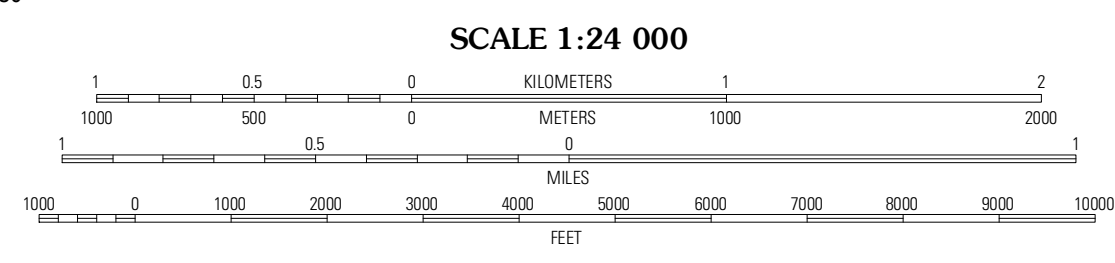 SCALE 1:24 000
1 0.5 0 KILOMETERS 1 2
1000 500 0 METERS 1000 2000
1 0.5 0 1
MILES
1000 0 1000 2000 3000 4000 5000 6000 7000 8000 9000 10000
FEET